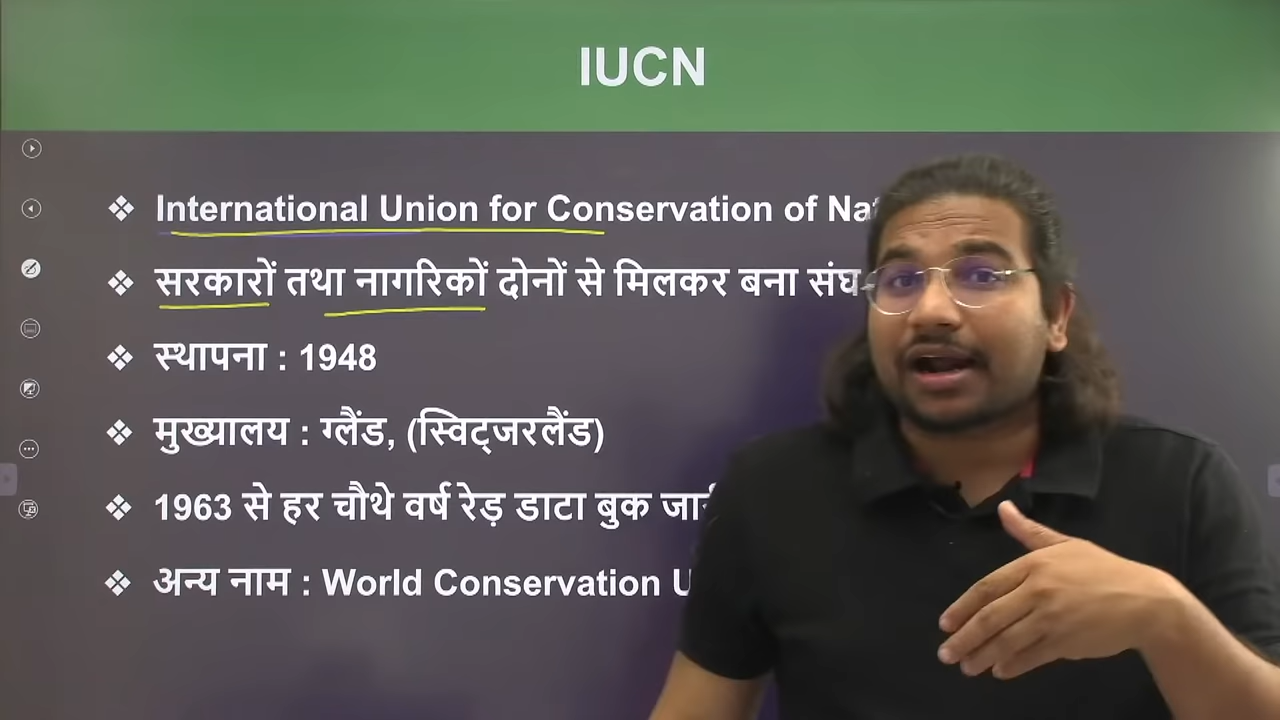 IUCN
❖ International Union for Conservation of
❖ सरकारों तथा नागरिकों दोनों से मिलकर बना संघ
❖ स्थापना : 1948
❖ मुख्यालय : ग्लैंड, (स्विट्जरलैंड)
❖ 1963 से हर चौथे वर्ष रेड़ डाटा बुक
❖ अन्य नाम : World Conservation